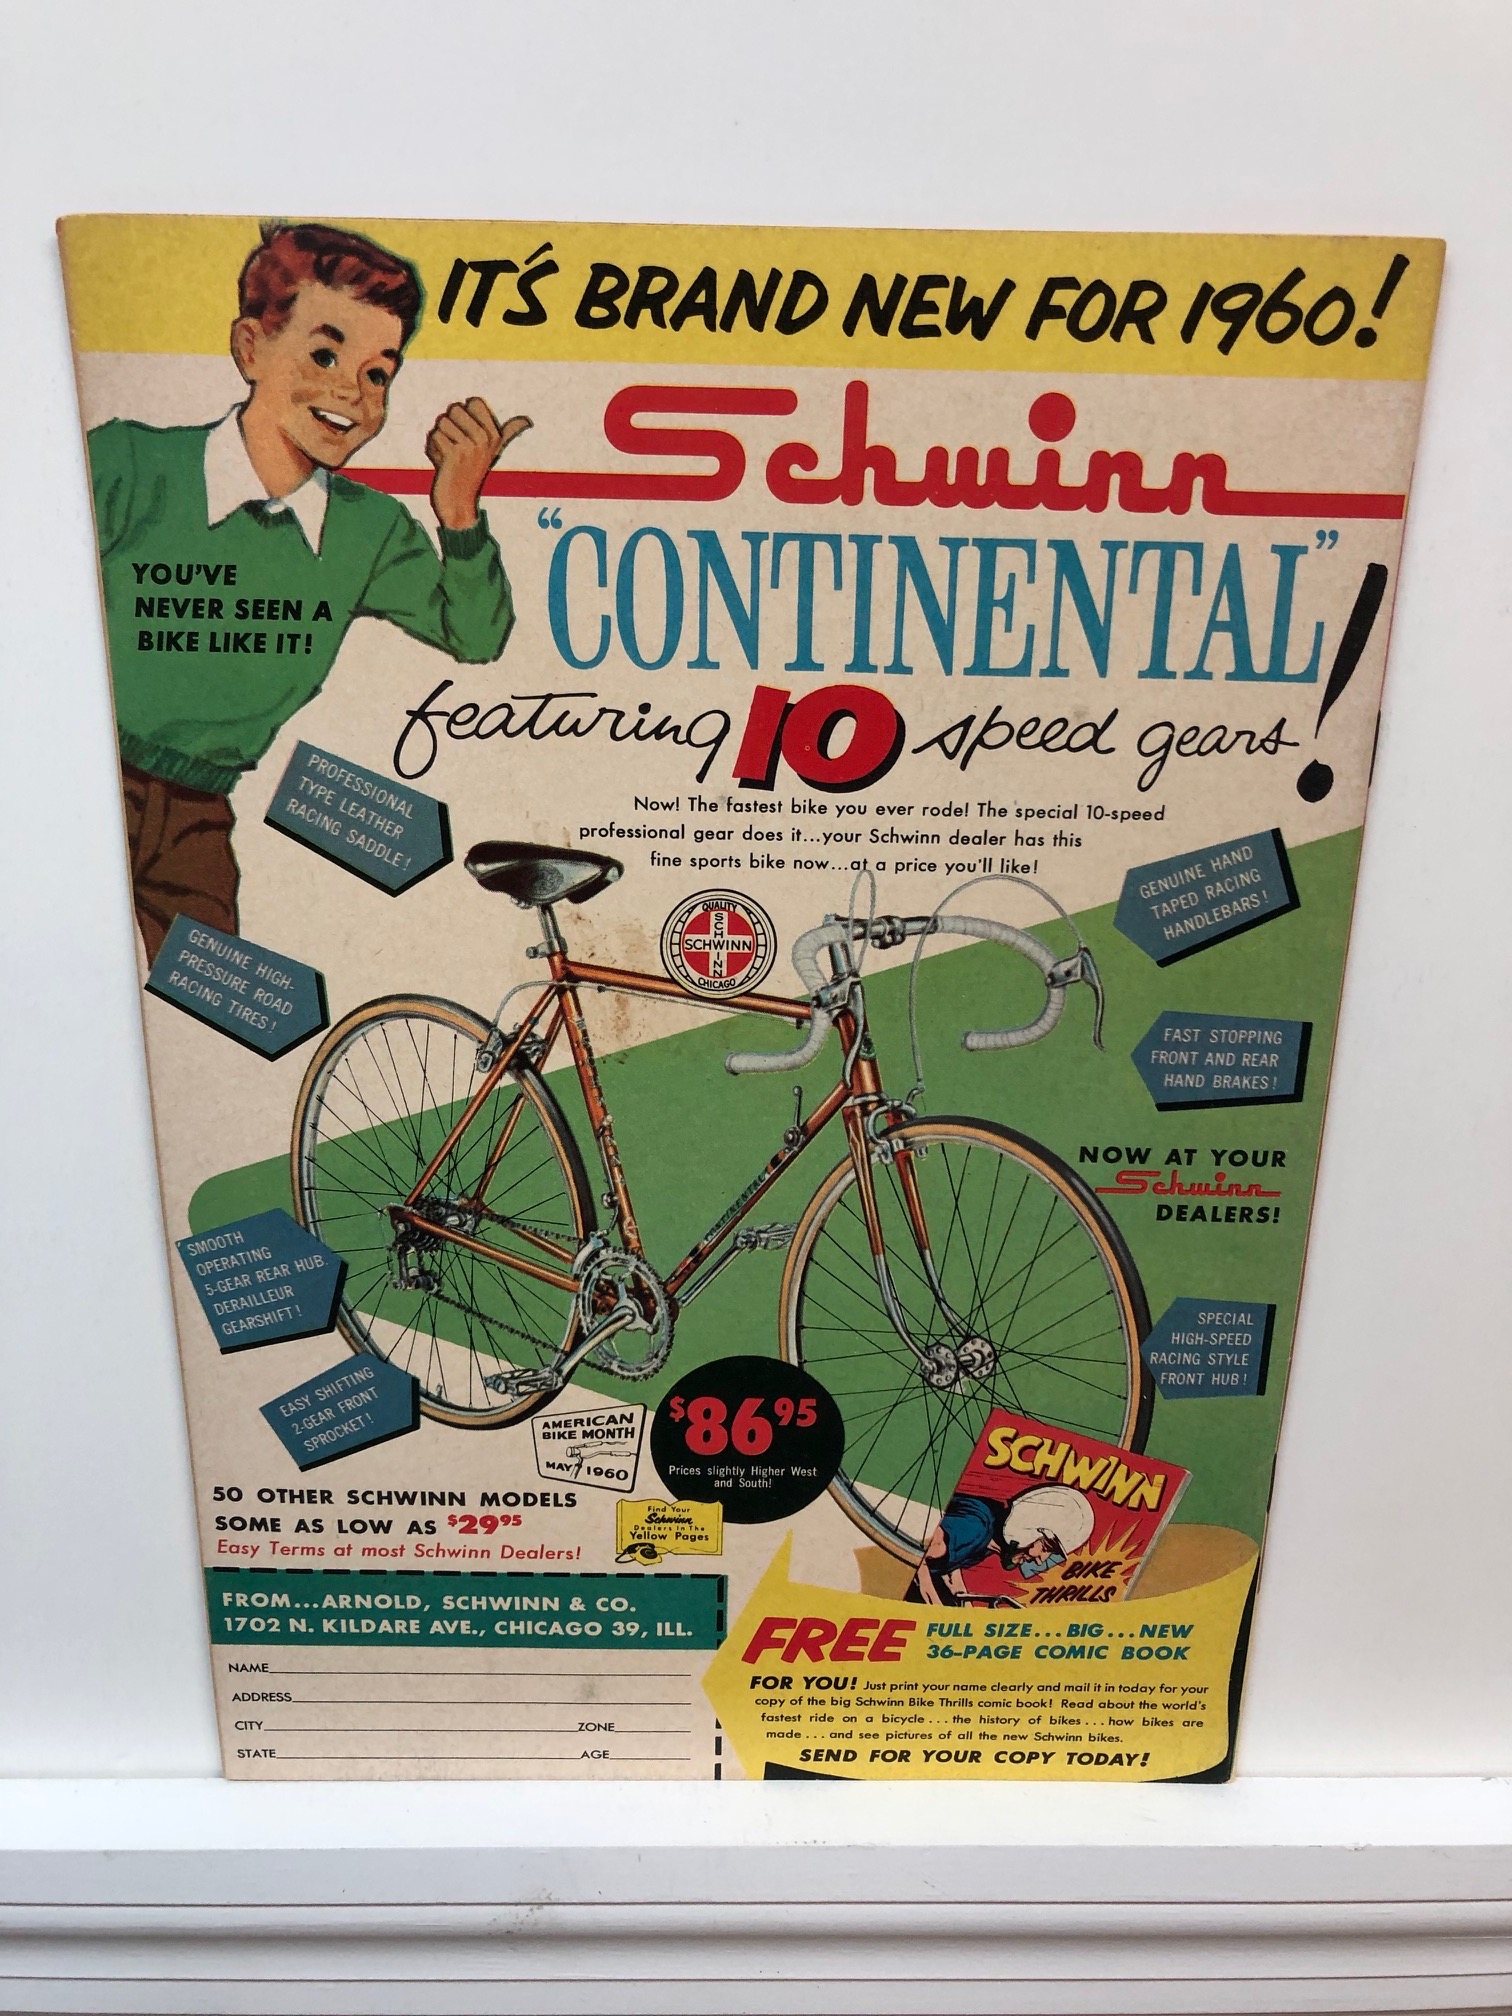 IT'S BRAND NEW FOR 1960!
Schwinn
"CONTINENTAL"!
featuring 10 speed gears!
YOU'VE
NEVER SEEN A
BIKE LIKE IT!
Now! The fastest bike you ever rode! The special 10-speed
professional gear does it...your Schwinn dealer has this
fine sports bike now...at a price you'll like!
PROFESSIONAL
TYPE LEATHER
RACING SADDLE!
GENUINE HAND
TAPED RACING
HANDLEBARS!
QUALITY
SCHWINN
SCHWINN
CHICAGO
GENUINE HIGH-
PRESSURE ROAD
RACING TIRES!
FAST STOPPING
FRONT AND REAR
HAND BRAKES!
NOW AT YOUR
Schwinn
DEALERS!
CONTINENTAL
SMOOTH
OPERATING
5-GEAR REAR HUB
DERAILLEUR
GEARSHIFT!
SPECIAL
HIGH-SPEED
RACING STYLE
FRONT HUB!
EASY SHIFTING
2-GEAR FRONT
SPROCKET!
AMERICAN
BIKE MONTH
MAY 1960
$86.95
Prices slightly Higher West
and South!
50 OTHER SCHWINN MODELS
SOME AS LOW AS $29.95
Easy Terms at most Schwinn Dealers!
Find Your
Schwinn
Dealers In The
Yellow Pages
SCHWINN
BIKE
THRILLS
FROM...ARNOLD, SCHWINN & CO.
1702 N. KILDARE AVE., CHICAGO 39, ILL.
NAME
ADDRESS
CITY ZONE
STATE AGE
FREE FULL SIZE...BIG...NEW
36-PAGE COMIC BOOK
FOR YOU! Just print your name clearly and mail it in today for your
copy of the big Schwinn Bike Thrills comic book! Read about the world's
fastest ride on a bicycle...the history of bikes...how bikes are
made...and see pictures of all the new Schwinn bikes.
SEND FOR YOUR COPY TODAY!